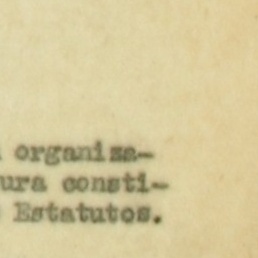 organiza-
ura consti-
Estatutos.